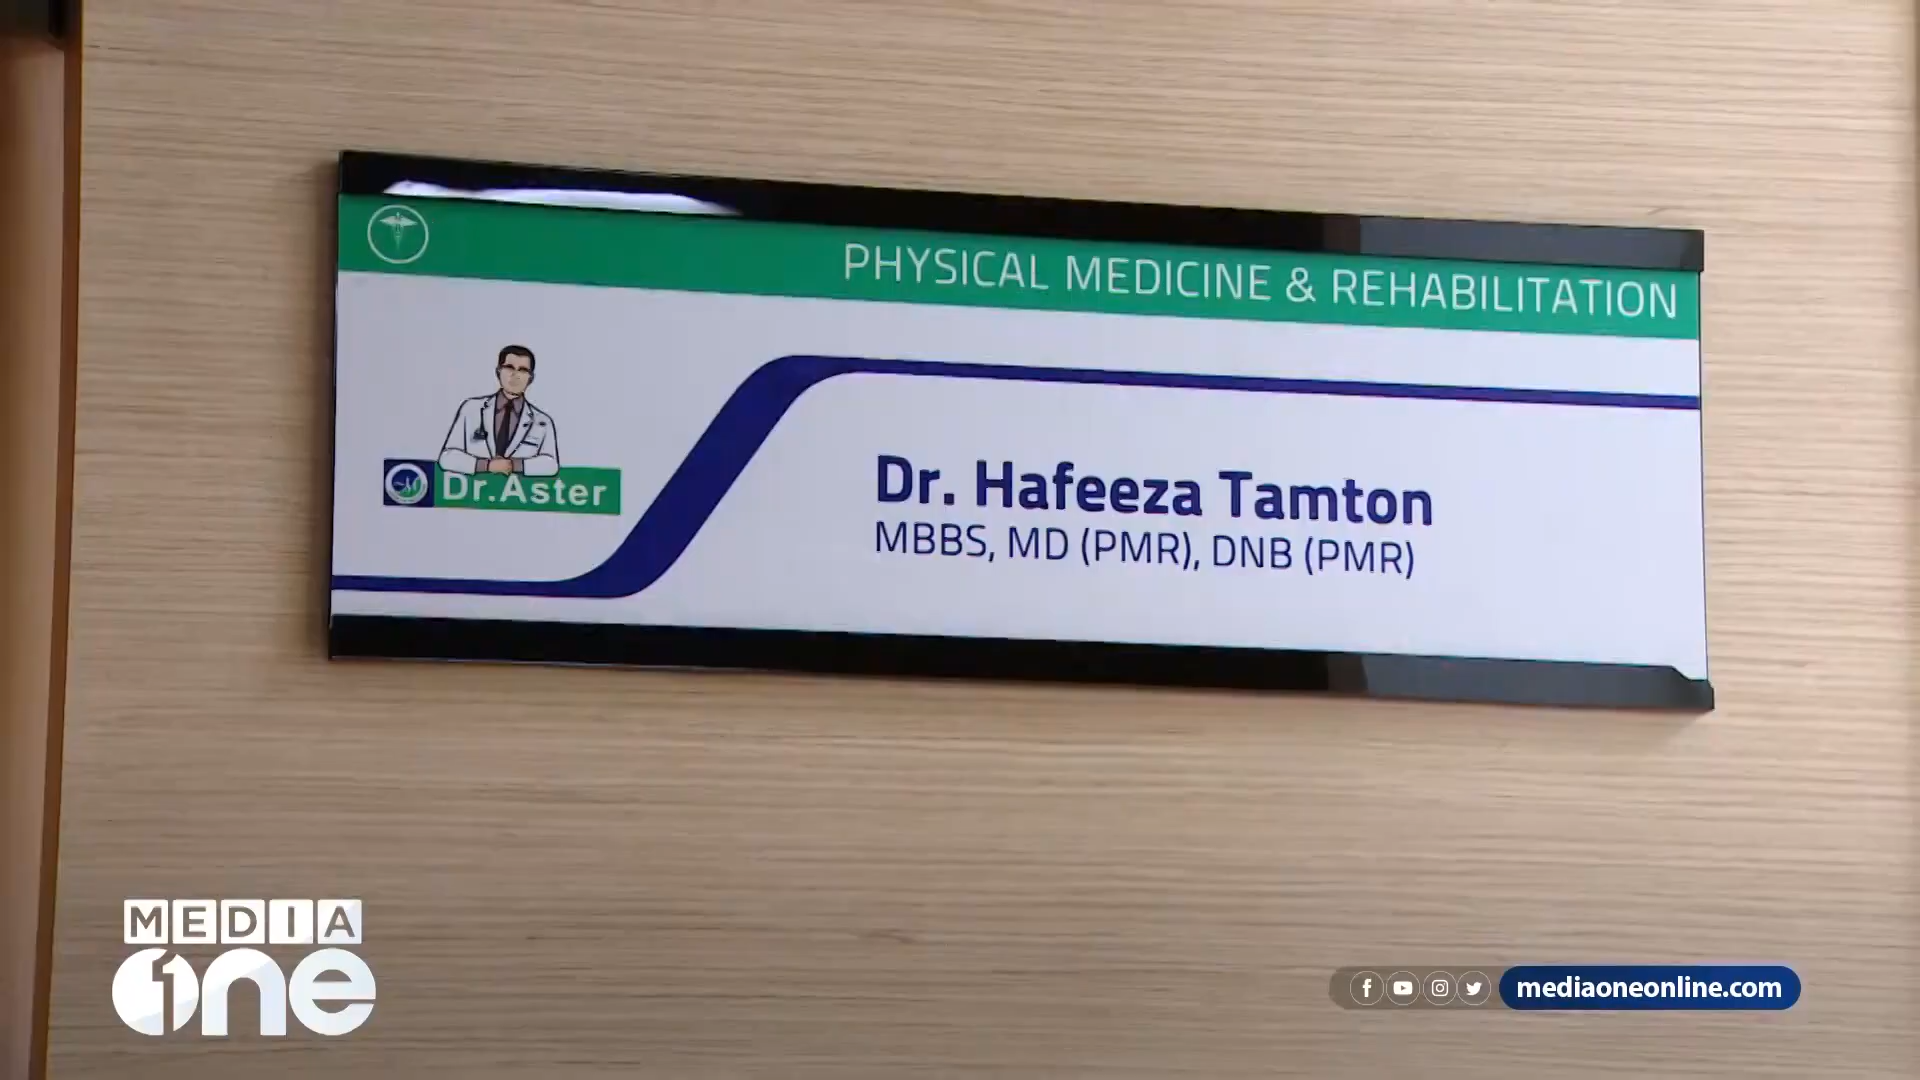 PHYSICAL MEDICINE & REHABILITATION
Dr.Aster
Dr. Hafeeza Tamton
MBBS, MD (PMR), DNB (PMR)
MEDIA
one
mediaoneonline.com